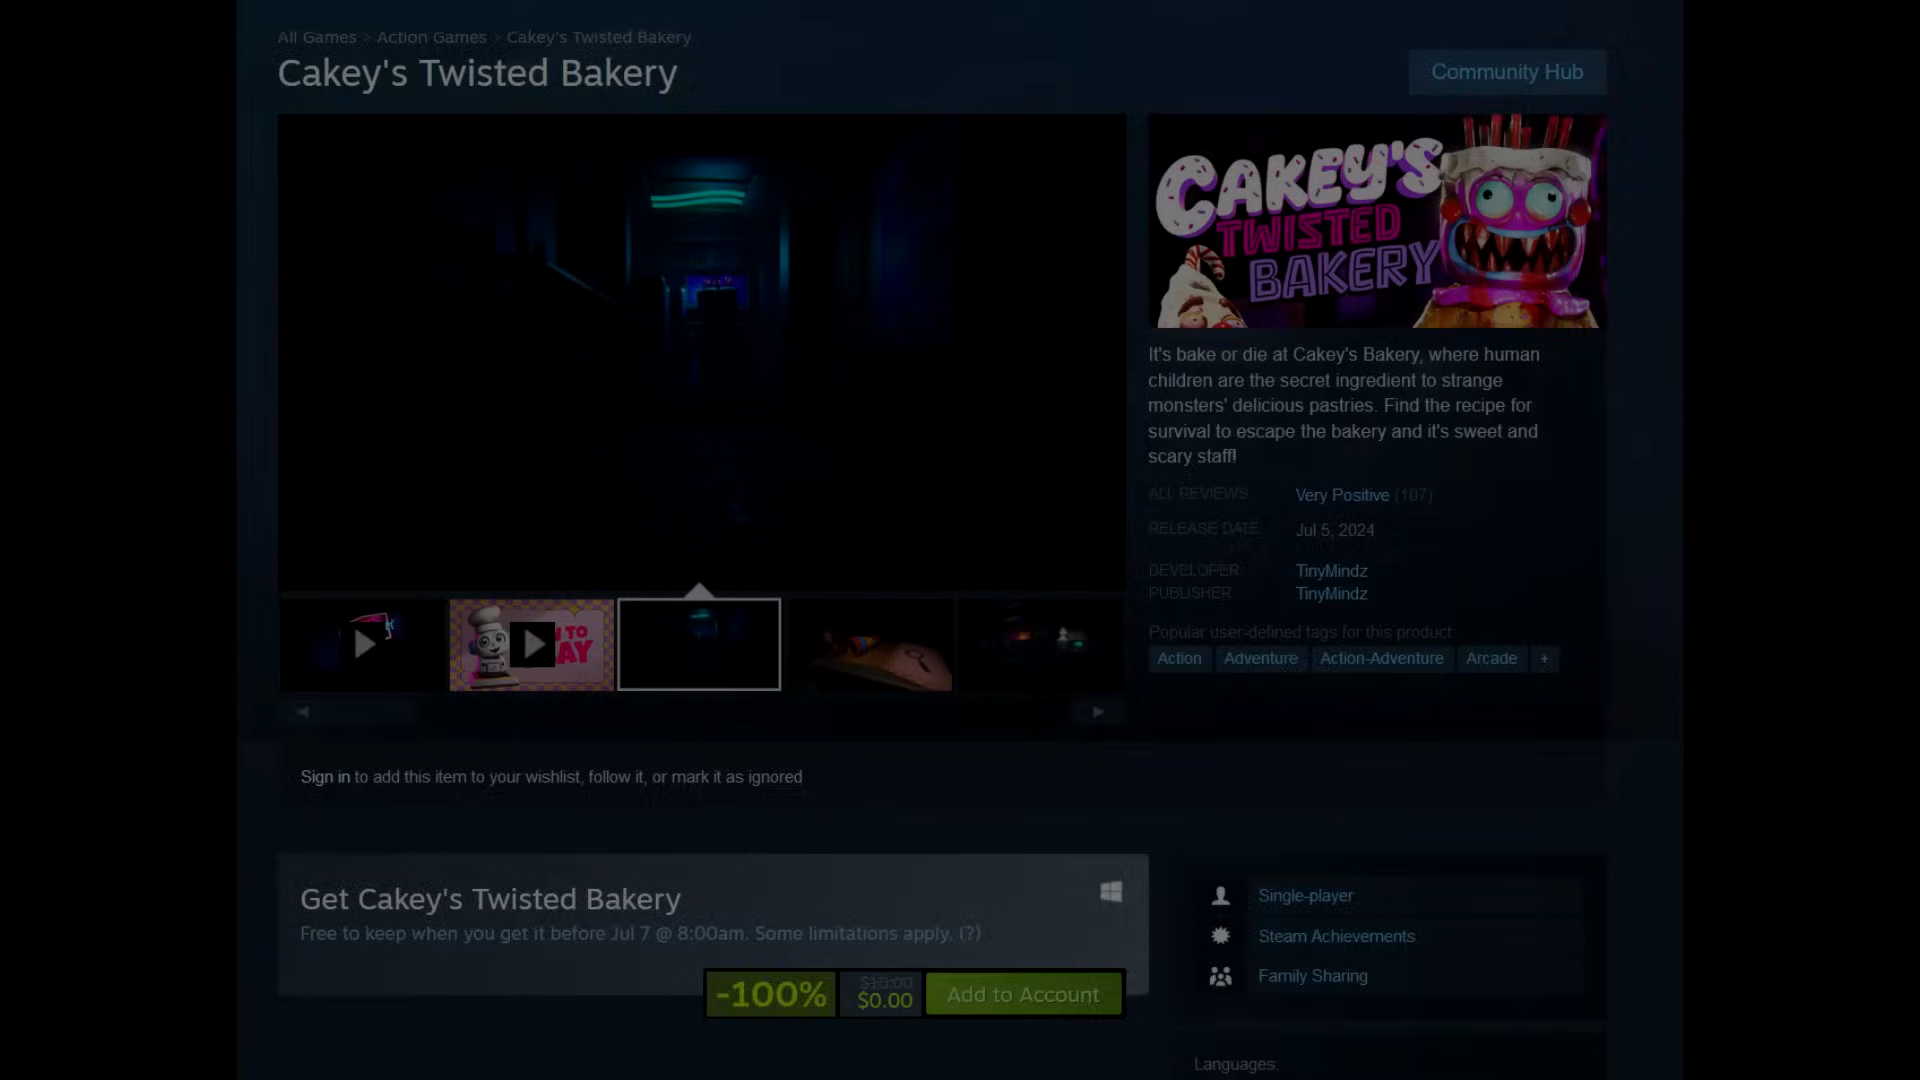 All Games > Action Games > Cakey's Twisted Bakery
Cakey's Twisted Bakery
Community Hub
CAKEY'S
TWISTED
BAKERY
It's bake or die at Cakey's Bakery, where human
children are the secret ingredient to strange
monsters' delicious pastries. Find the recipe for
survival to escape the bakery and it's sweet and
scary staff!
ALL REVIEWS: Very Positive (107)
RELEASE DATE: Jul 5, 2024
DEVELOPER: TinyMindz
PUBLISHER: TinyMindz
Popular user-defined tags for this product:
Action Adventure Action-Adventure Arcade +
Sign in to add this item to your wishlist, follow it, or mark it as ignored
Get Cakey's Twisted Bakery
Free to keep when you get it before Jul 7 @ 8:00am. Some limitations apply. (?)
-100%
$10.00
$0.00
Add to Account
Single-player
Steam Achievements
Family Sharing
Languages: